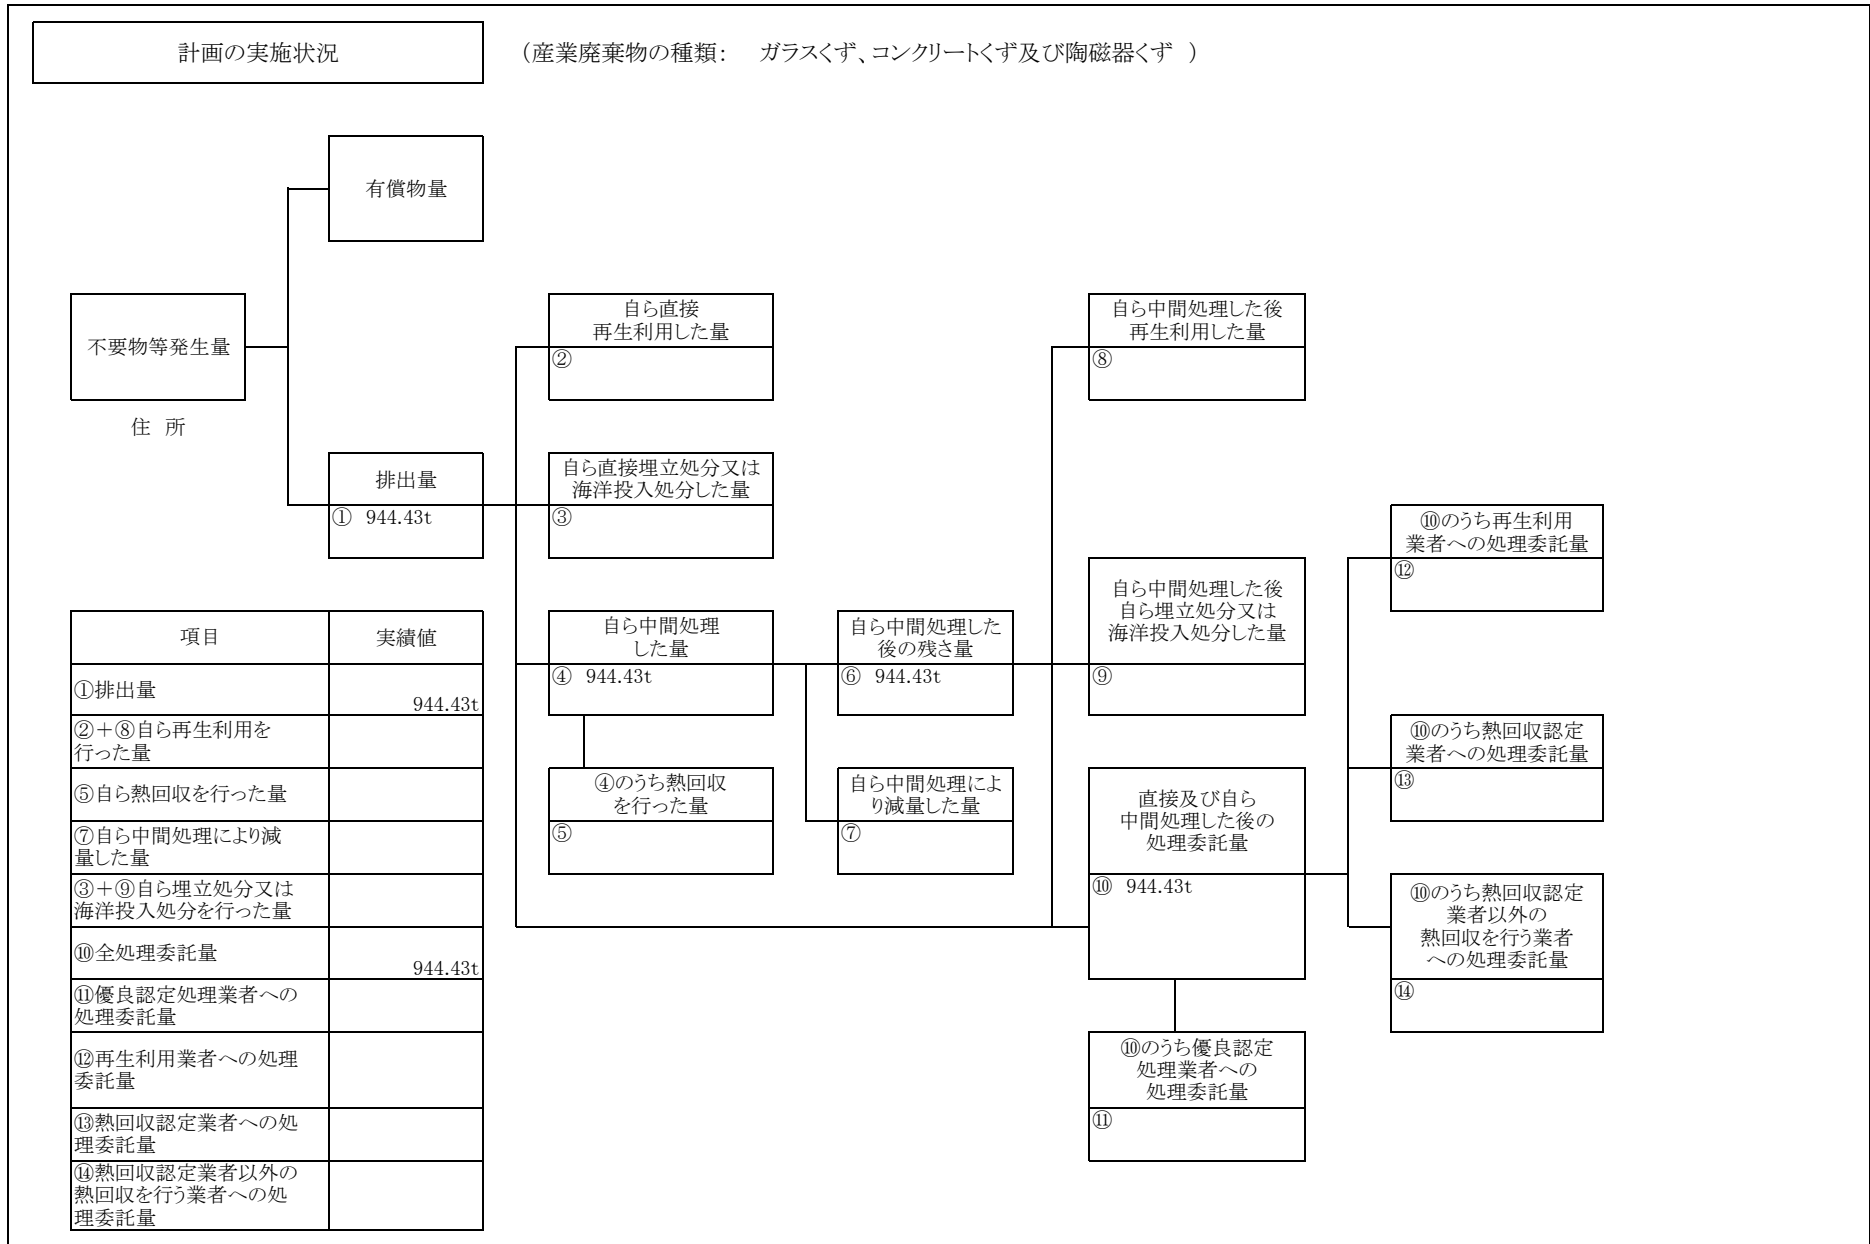 計画の実施状況
（産業廃棄物の種類： ガラスくず、コンクリートくず及び陶磁器くず ）
有償物量
不要物等発生量
住 所
排出量
① 944.43t
自ら直接
再生利用した量
②
自ら直接埋立処分又は
海洋投入処分した量
③
自ら中間処理
した量
④ 944.43t
④のうち熱回収
を行った量
⑤
自ら中間処理した
後の残さ量
⑥ 944.43t
自ら中間処理によ
り減量した量
⑦
自ら中間処理した後
再生利用した量
⑧
自ら中間処理した後
自ら埋立処分又は
海洋投入処分した量
⑨
直接及び自ら
中間処理した後の
処理委託量
⑩ 944.43t
⑩のうち優良認定
処理業者への
処理委託量
⑪
⑩のうち再生利用
業者への処理委託量
⑫
⑩のうち熱回収認定
業者への処理委託量
⑬
⑩のうち熱回収認定
業者以外の
熱回収を行う業者
への処理委託量
⑭
項目 実績値
①排出量 944.43t
②＋⑧自ら再生利用を
行った量
⑤自ら熱回収を行った量
⑦自ら中間処理により減
量した量
③＋⑨自ら埋立処分又は
海洋投入処分を行った量
⑩全処理委託量 944.43t
⑪優良認定処理業者への
処理委託量
⑫再生利用業者への処理
委託量
⑬熱回収認定業者への処
理委託量
⑭熱回収認定業者以外の
熱回収を行う業者への処
理委託量